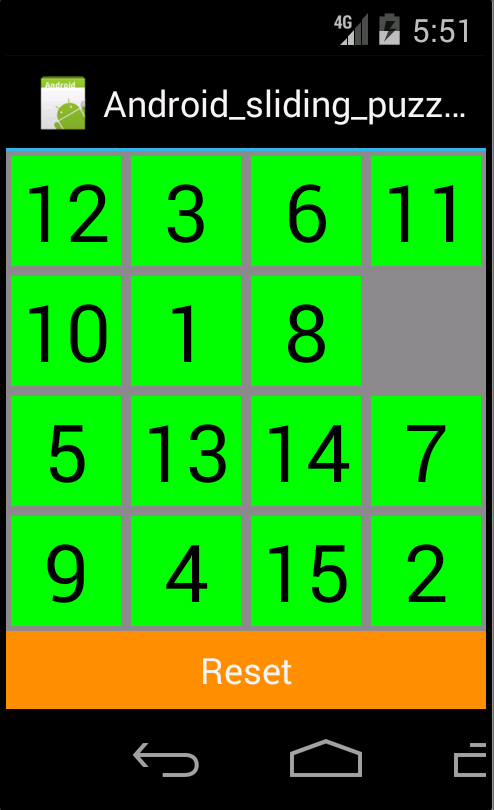 4G 5:51
Android
Android_sliding_puzz...
12 3 6 11
10 1 8
5 13 14 7
9 4 15 2
Reset